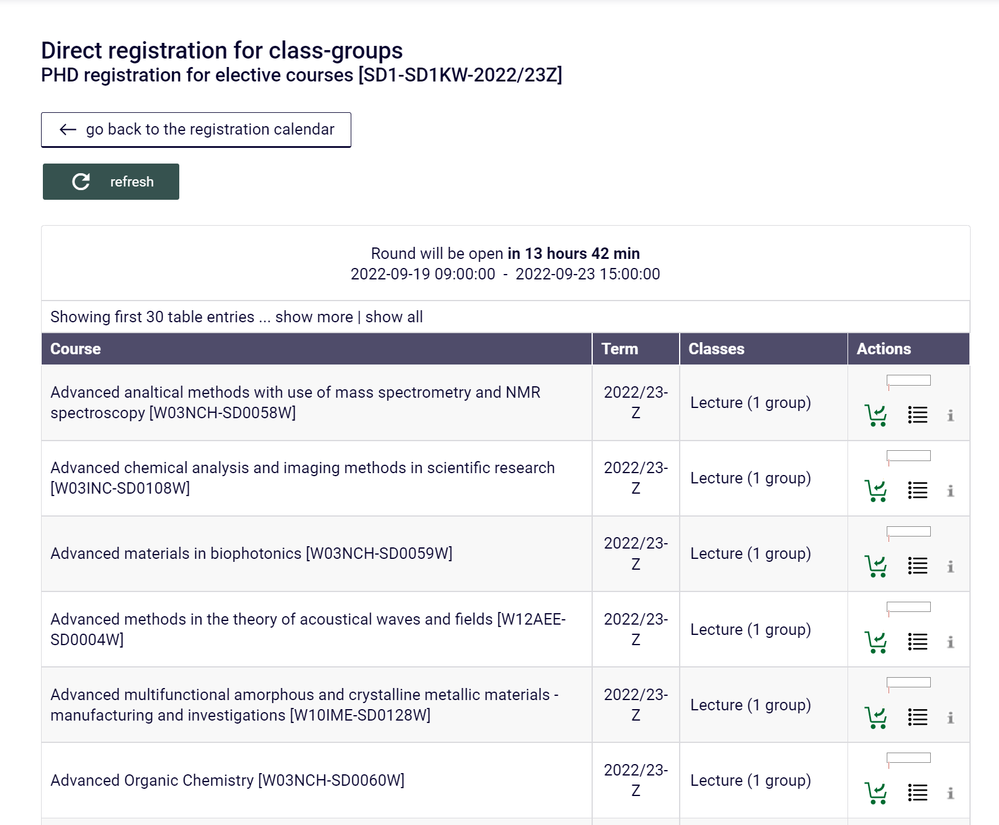 Direct registration for class-groups
PHD registration for elective courses [SD1-SD1KW-2022/23Z]
go back to the registration calendar
refresh
Round will be open in 13 hours 42 min
2022-09-19 09:00:00 - 2022-09-23 15:00:00
Showing first 30 table entries ... show more | show all
Course Term Classes Actions
Advanced analtical methods with use of mass spectrometry and NMR
spectroscopy [W03NCH-SD0058W]
2022/23-
Z
Lecture (1 group)
Advanced chemical analysis and imaging methods in scientific research
[W03INC-SD0108W]
2022/23-
Z
Lecture (1 group)
Advanced materials in biophotonics [W03NCH-SD0059W]
2022/23-
Z
Lecture (1 group)
Advanced methods in the theory of acoustical waves and fields [W12AEE-
SD0004W]
2022/23-
Z
Lecture (1 group)
Advanced multifunctional amorphous and crystalline metallic materials -
manufacturing and investigations [W10IME-SD0128W]
2022/23-
Z
Lecture (1 group)
Advanced Organic Chemistry [W03NCH-SD0060W]
2022/23-
Z
Lecture (1 group)